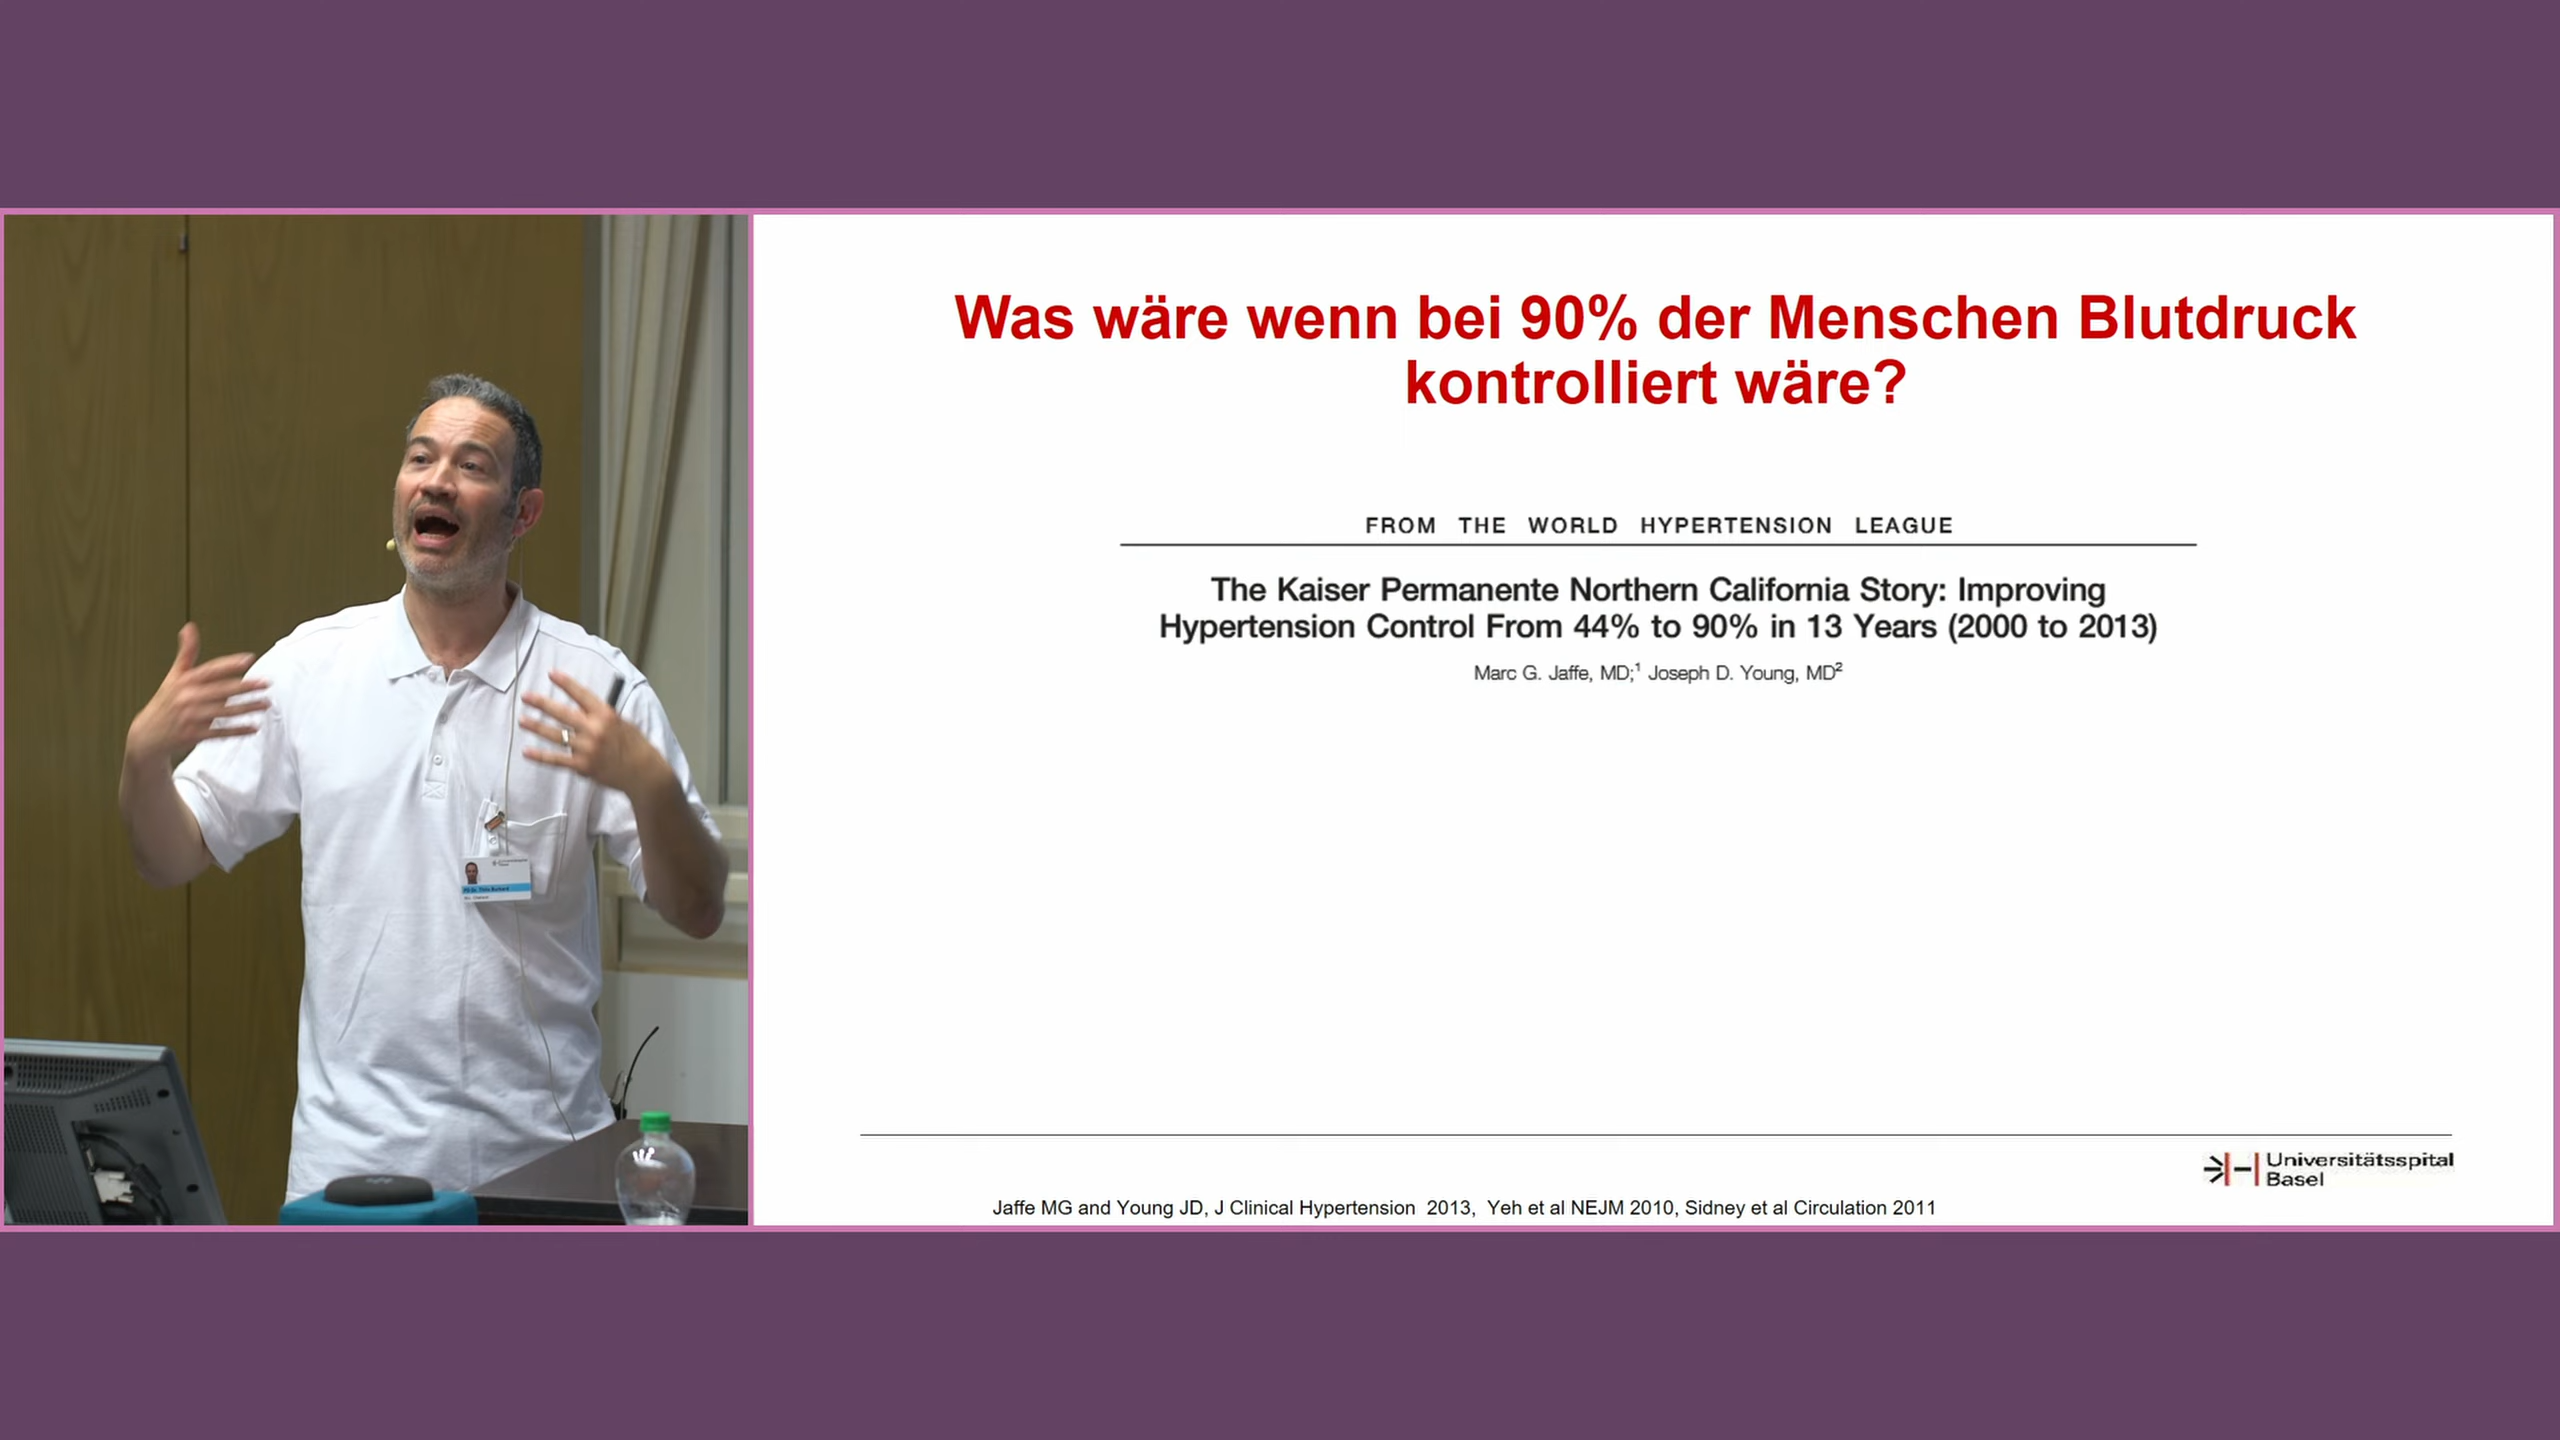 Was wäre wenn bei 90% der Menschen Blutdruck
kontrolliert wäre?
FROM THE WORLD HYPERTENSION LEAGUE
The Kaiser Permanente Northern California Story: Improving
Hypertension Control From 44% to 90% in 13 Years (2000 to 2013)
Marc G. Jaffe, MD;¹ Joseph D. Young, MD²
Universitätsspital
Basel
Jaffe MG and Young JD, J Clinical Hypertension 2013, Yeh et al NEJM 2010, Sidney et al Circulation 2011